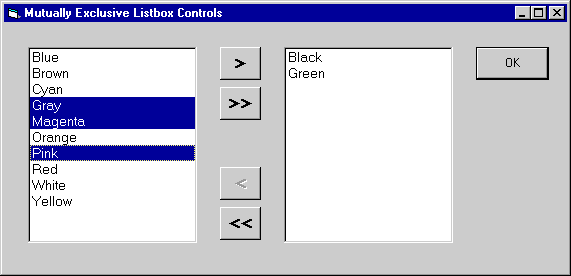 Mutually Exclusive Listbox Controls
Blue
Brown
Cyan
Gray
Magenta
Orange
Pink
Red
White
Yellow
>
>>
<
<<
Black
Green
OK